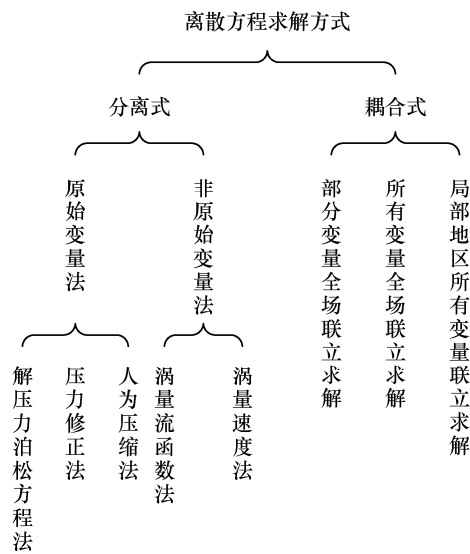 离散方程求解方式
分离式
耦合式
原始变量法
非原始变量法
部分变量全场联立求解
所有变量全场联立求解
局部地区所有变量联立求解
解压力泊松方程法
压力修正法
人为压缩法
涡量流函数法
涡量速度法